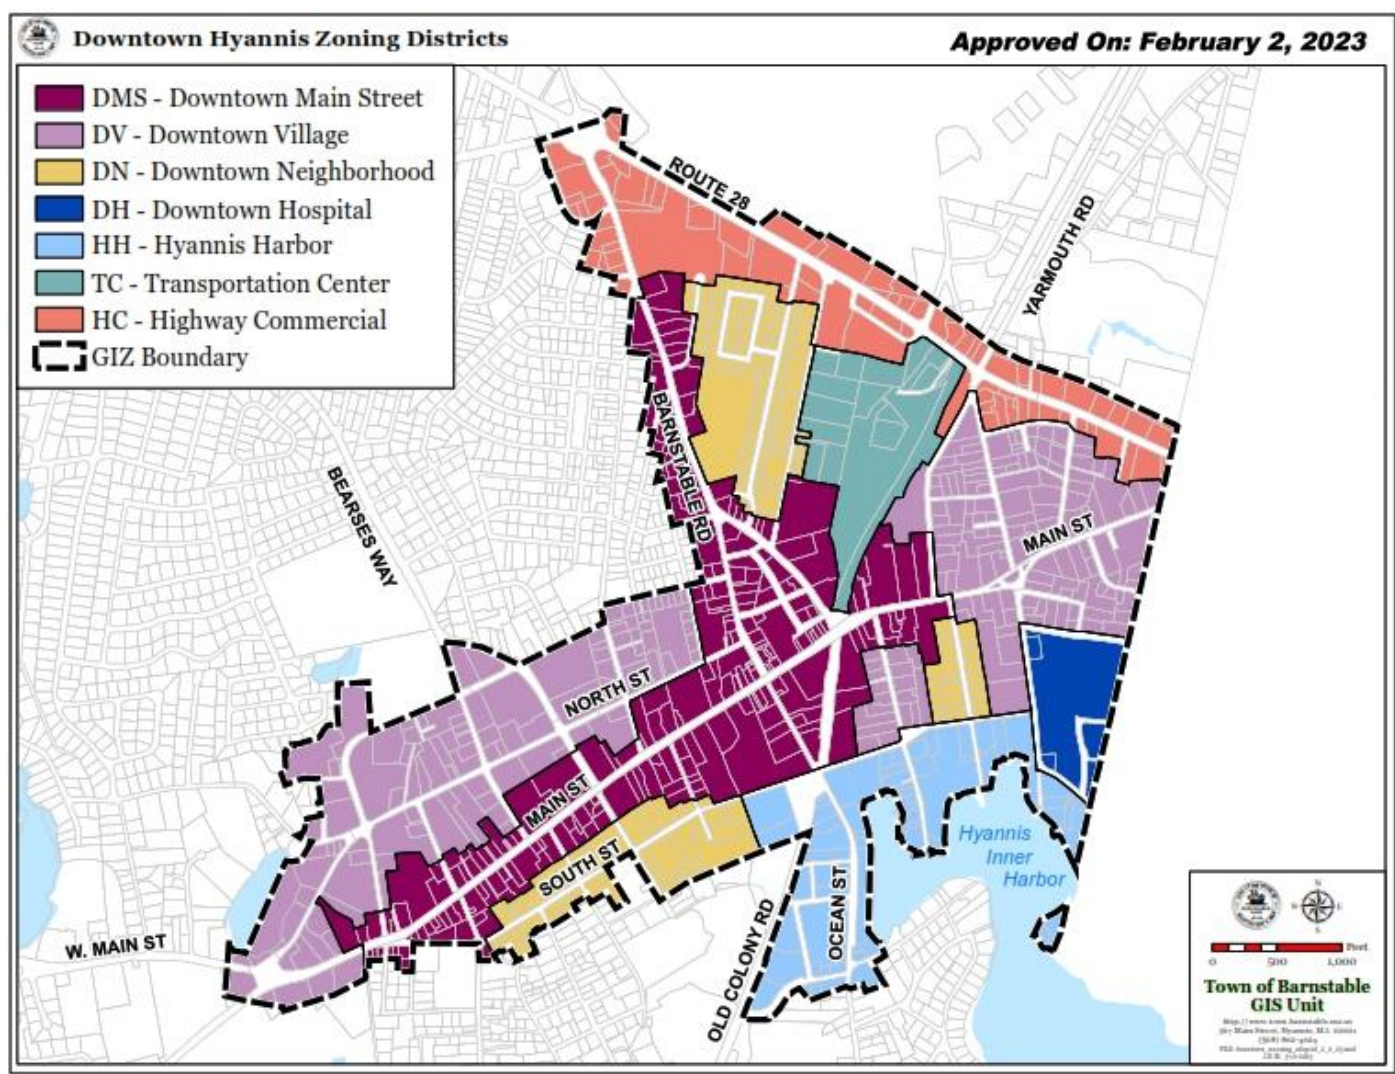 Downtown Hyannis Zoning Districts
Approved On: February 2, 2023
DMS - Downtown Main Street
DV - Downtown Village
DN - Downtown Neighborhood
DH - Downtown Hospital
HH - Hyannis Harbor
TC - Transportation Center
HC - Highway Commercial
GIZ Boundary
ROUTE 28
YARMOUTH RD
BARNSTABLE RD
BEARSES WAY
MAIN ST
NORTH ST
MAIN ST
SOUTH ST
Hyannis
Inner
Harbor
W. MAIN ST
OCEAN ST
OLD COLONY RD
N
W
E
S
Feet
0 500 1,000
Town of Barnstable
GIS Unit